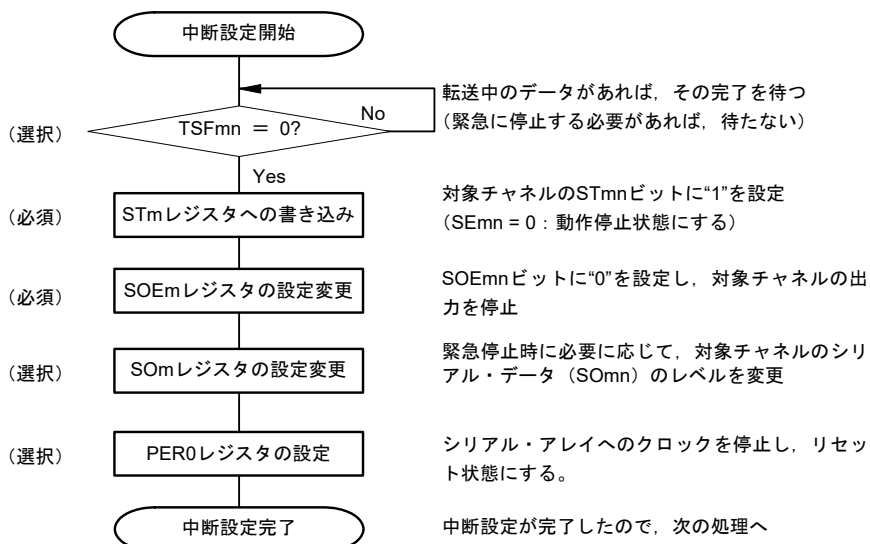 中断設定開始
転送中のデータがあれば，その完了を待つ
（緊急に停止する必要があれば，待たない）
（選択）
TSFmn = 0?
No
Yes
（必須）
STmレジスタへの書き込み
対象チャネルのSTmnビットに“1”を設定
（SEmn = 0：動作停止状態にする）
（必須）
SOEmレジスタの設定変更
SOEmnビットに“0”を設定し，対象チャネルの出
力を停止
（選択）
SOmレジスタの設定変更
緊急停止時に必要に応じて，対象チャネルのシリ
アル・データ（SOmn）のレベルを変更
（選択）
PER0レジスタの設定
シリアル・アレイへのクロックを停止し，リセッ
ト状態にする。
中断設定完了
中断設定が完了したので，次の処理へ